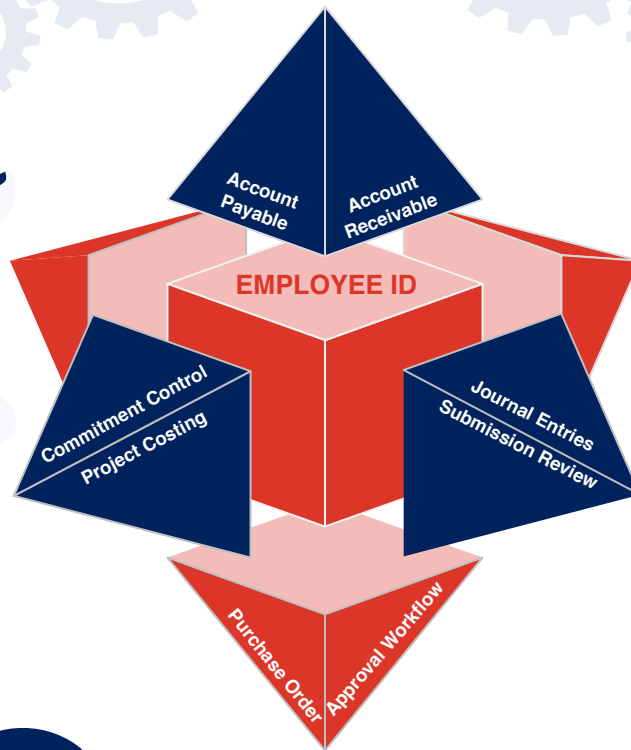 Account
Payable
Account
Receivable
EMPLOYEE ID
Commitment Control
Project Costing
Journal Entries
Submission Review
Purchase Order
Approval Workflow